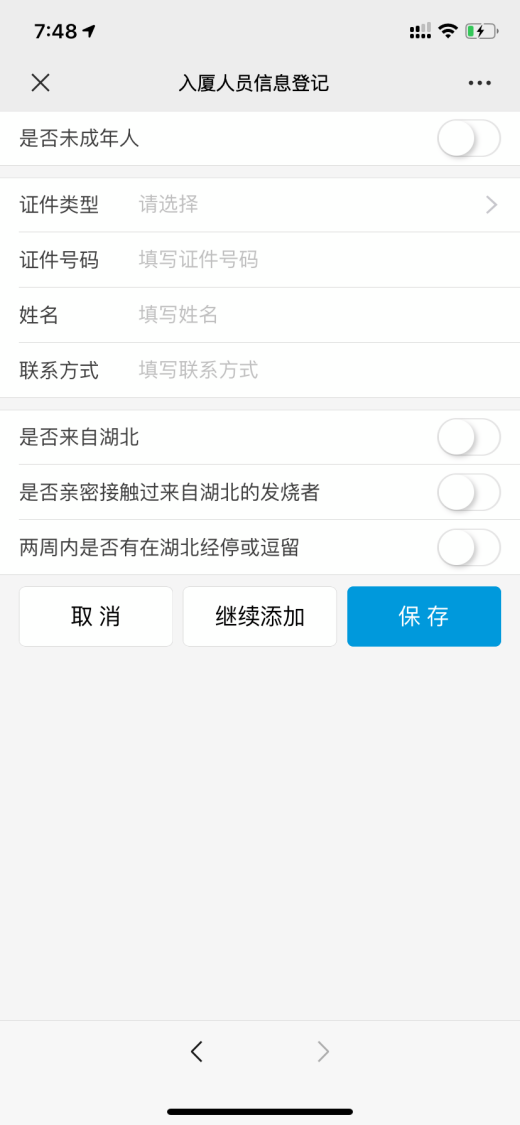 7:48
入厦人员信息登记
是否未成年人
证件类型 请选择
证件号码 填写证件号码
姓名 填写姓名
联系方式 填写联系方式
是否来自湖北
是否亲密接触过来自湖北的发烧者
两周内是否有在湖北经停或逗留
取 消 继续添加 保 存